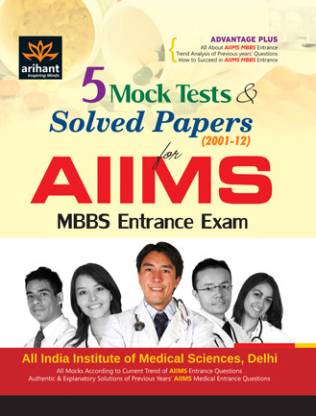 ADVANTAGE PLUS
All About AIIMS MBBS Entrance
Trend Analysis of Previous years' Questions
How to Succeed in AIIMS MBBS Entrance
arihant
Inspiring Minds
5 Mock Tests &
Solved Papers
(2001-12)
for
AIIMS
MBBS Entrance Exam
All India Institute of Medical Sciences, Delhi
All Mocks According to Current Trend of AIIMS Entrance Questions
Authentic & Explanatory Solutions of Previous Years' AIIMS Medical Entrance Questions